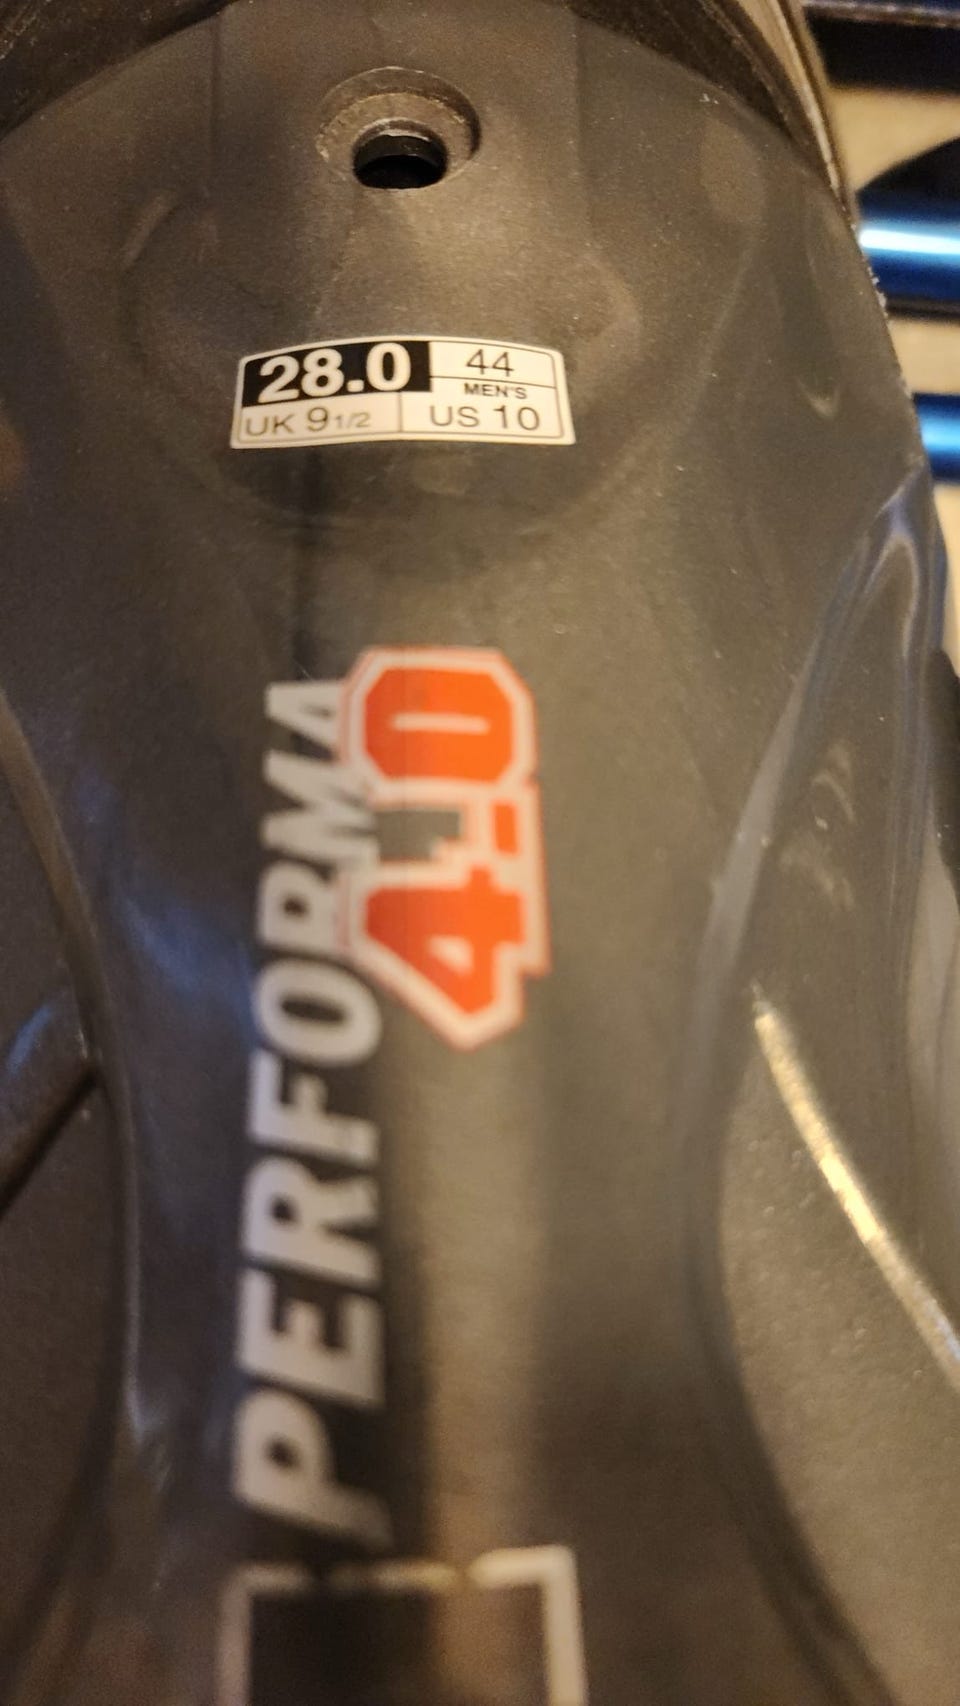 28.0 44
MEN'S
UK 9 1/2 US 10
PERFORMA
4.0